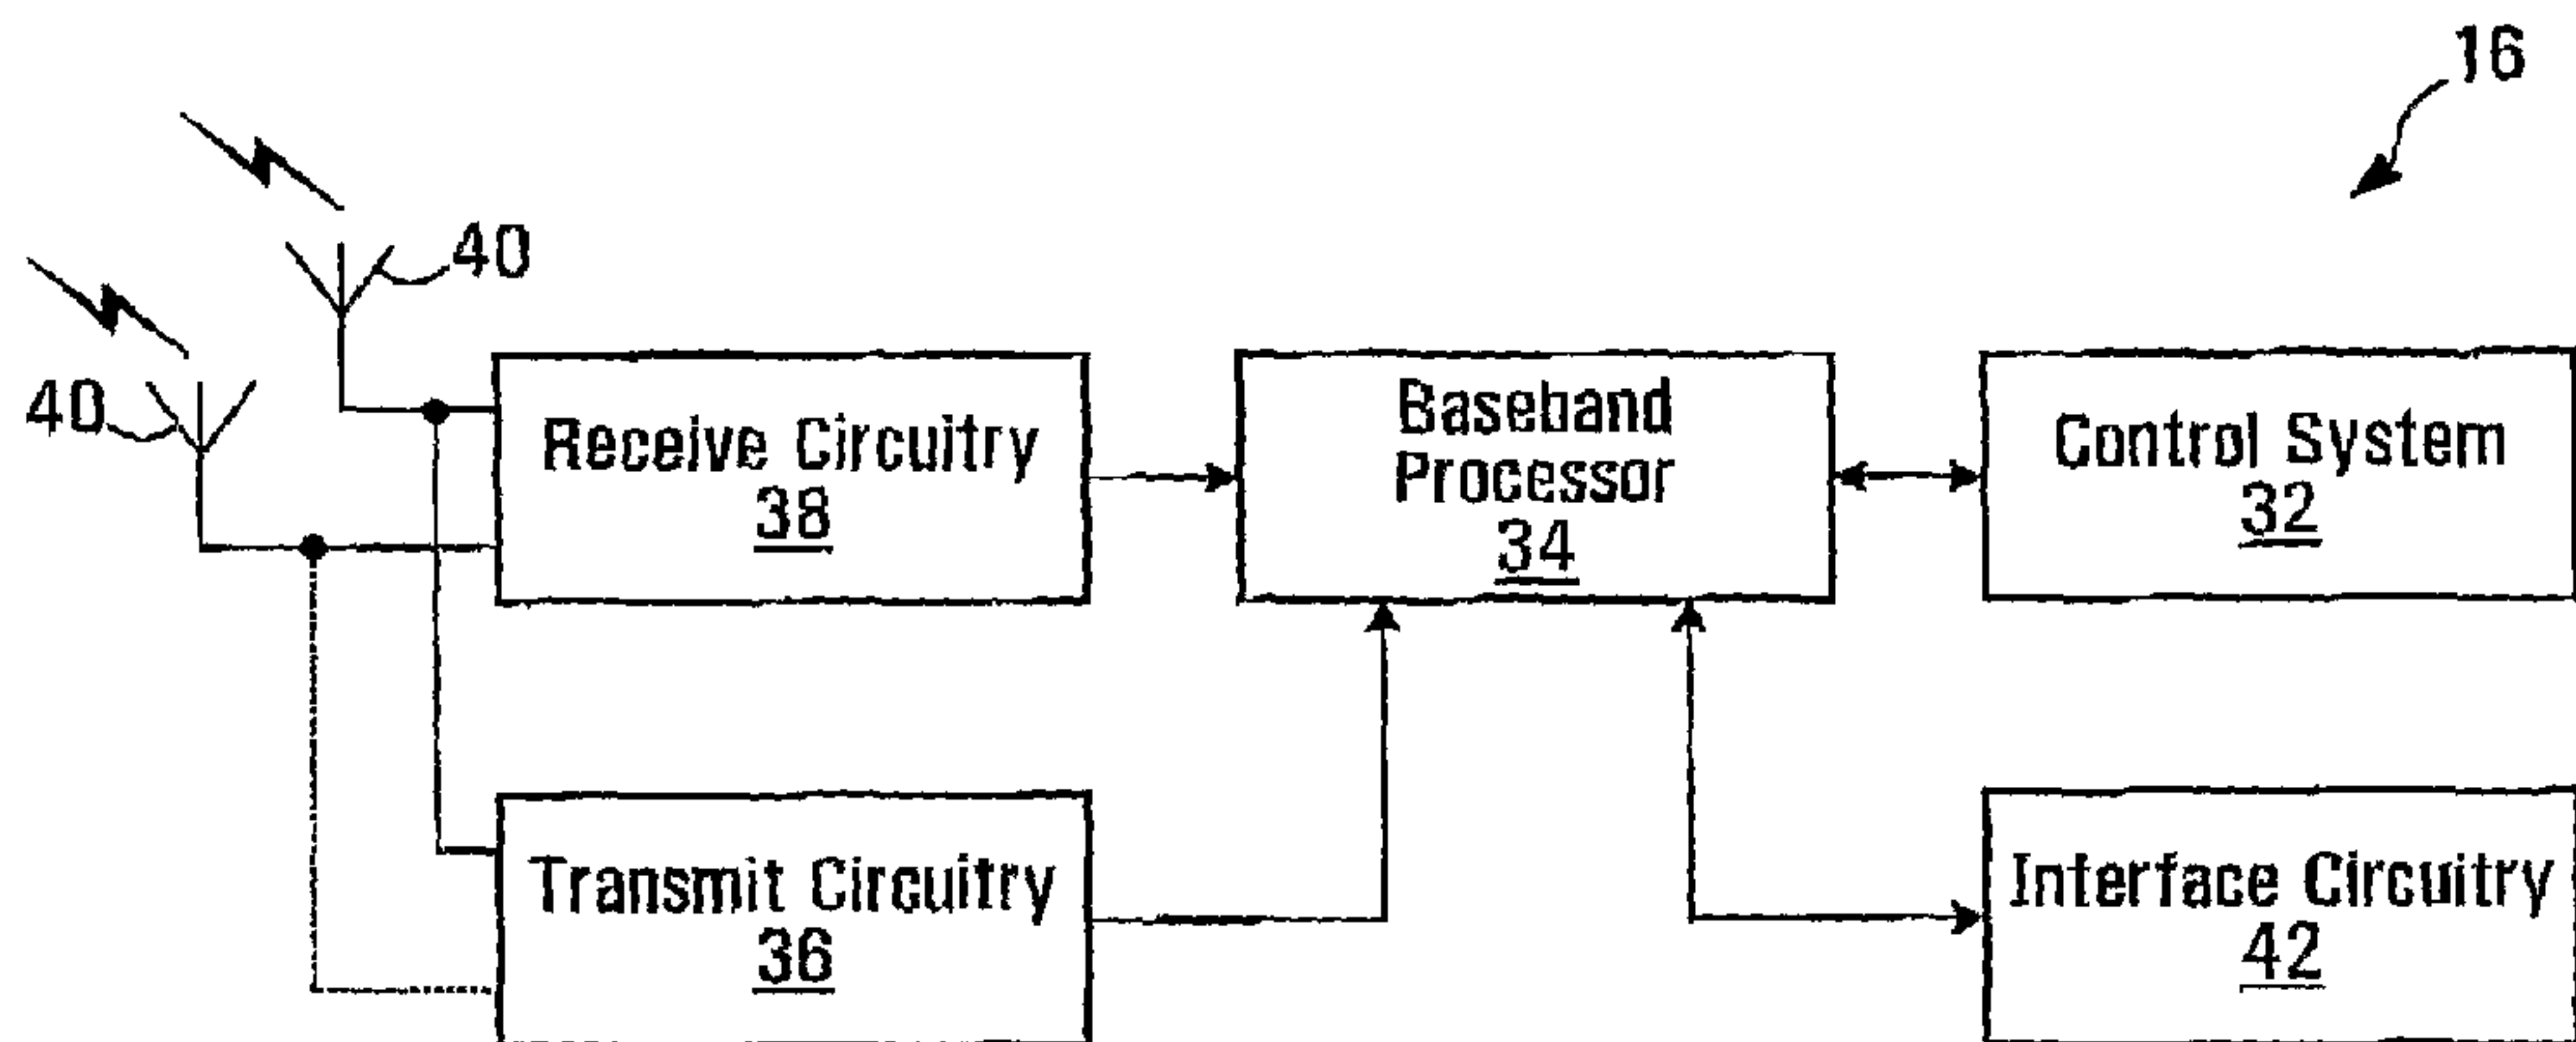 16
40
40
Receive Circuitry
38
Baseband
Processor
34
Control System
32
Transmit Circuitry
36
Interface Circuitry
42